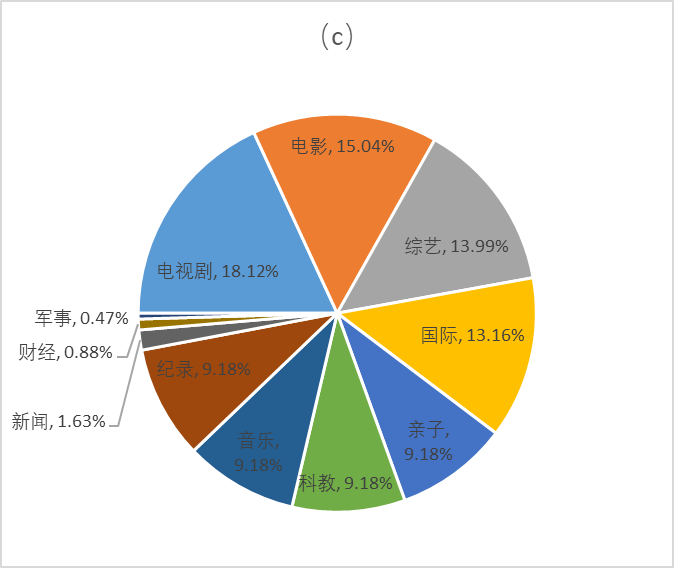 （c）
电影, 15.04%
综艺, 13.99%
电视剧, 18.12%
军事, 0.47%
国际, 13.16%
财经, 0.88%
纪录, 9.18%
新闻, 1.63%
亲子,
9.18%
音乐,
9.18%
科教, 9.18%